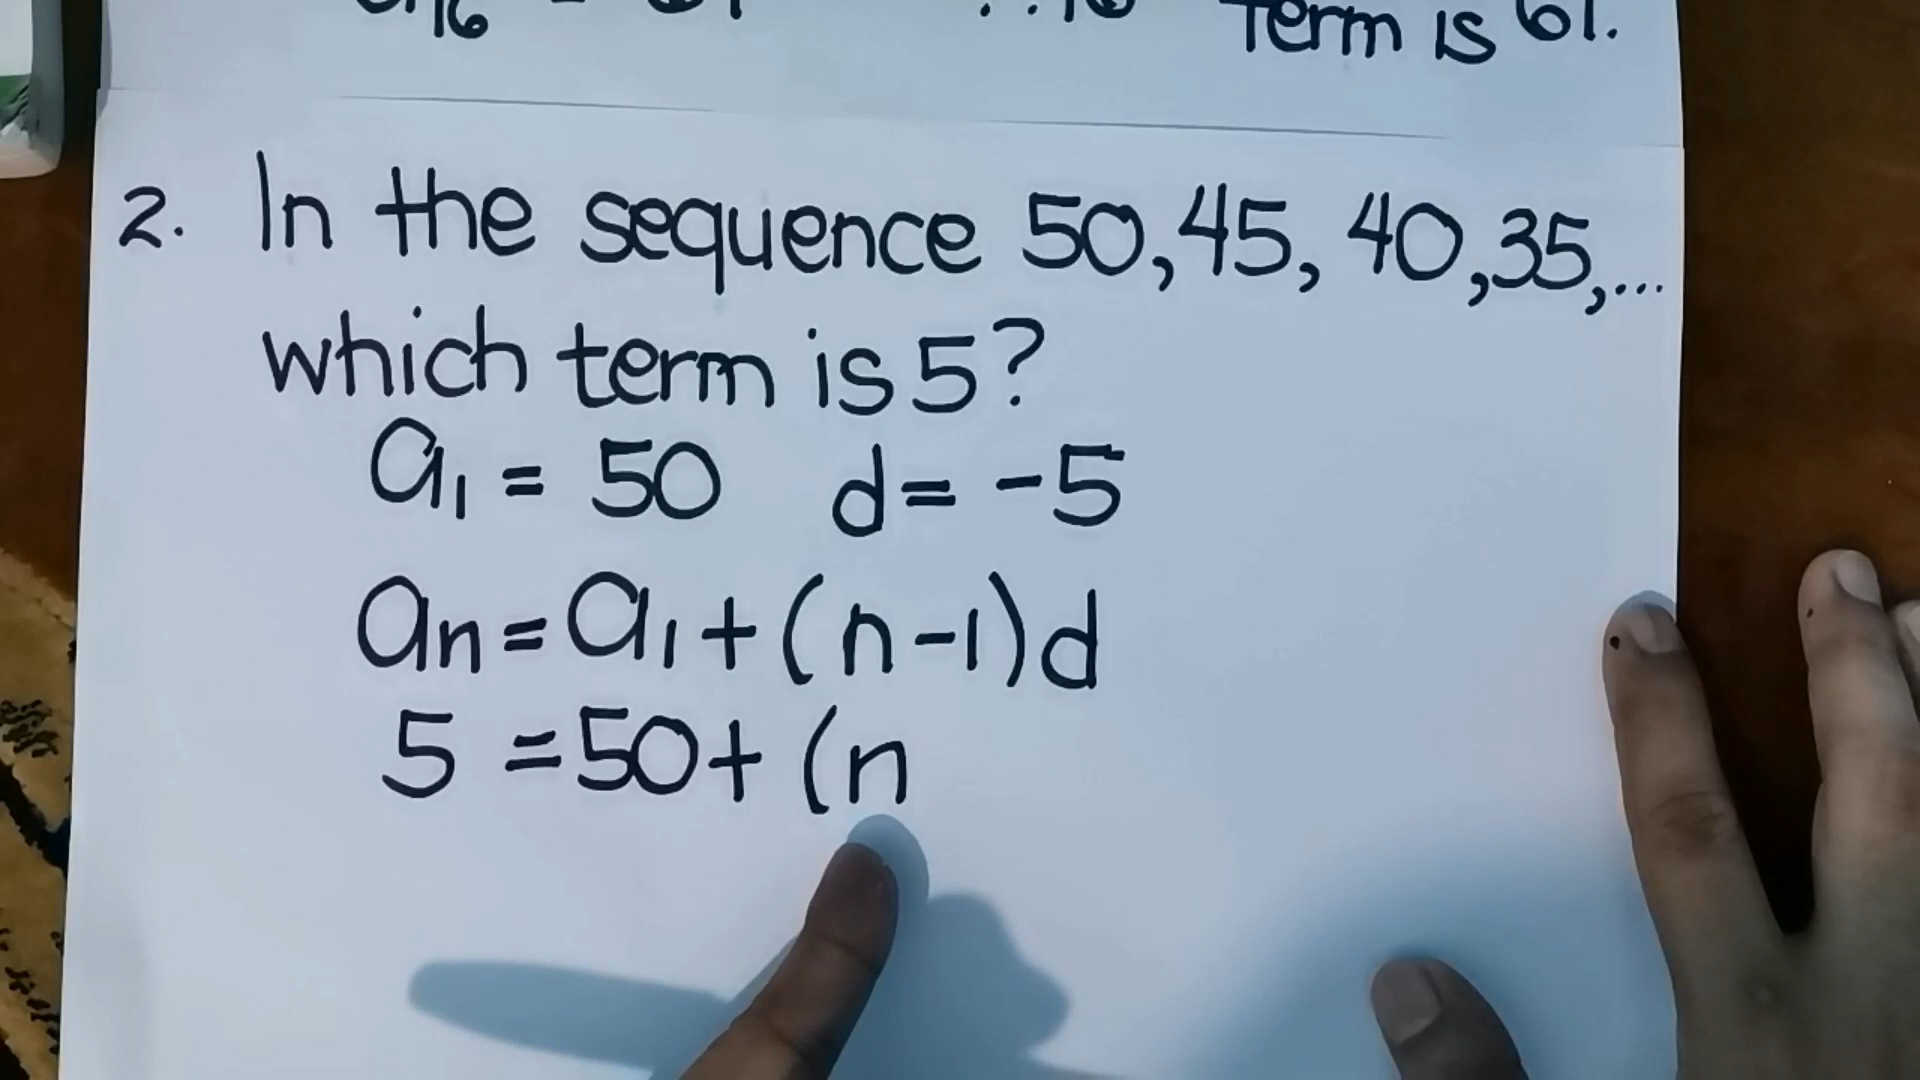 16 Term is 61.
2. In the sequence 50, 45, 40, 35, ...
which term is 5?
a₁ = 50 d = -5
an = a₁ + (n-1)d
5 = 50 + (n